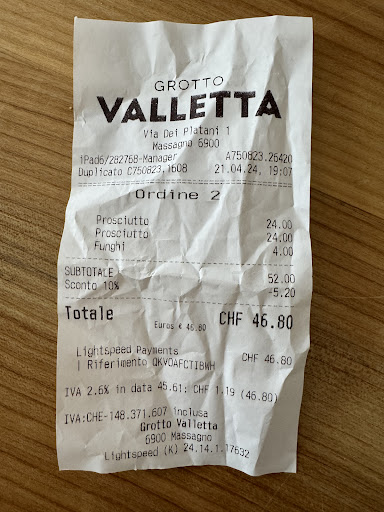 GROTTO
VALLETTA
Via Dei Platani 1
Massagno 6900
1Pad6/282768-Manager A750823.26420
Duplicato C750823.1608 21.04.24, 19:07
Ordine 2
Prosciutto 24.00
Prosciutto 24.00
Funghi 4.00
SUBTOTALE 52.00
Sconto 10% -5.20
Totale CHF 46.80
Euros € 46.80
Lightspeed Payments CHF 46.80
| Riferimento QKVOAFCTIBWH
IVA 2.6% in data 45.61: CHF 1.19 (46.80)
IVA:CHE-148.371.607 inclusa
Grotto Valletta
6900 Massagno
Lightspeed (K) 24.14.1.17632